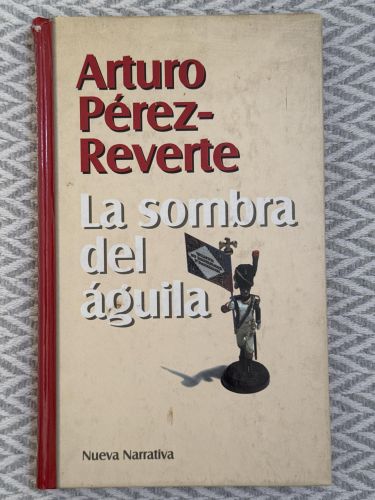 Arturo
Pérez-
Reverte
La sombra
del
águila
Nueva Narrativa